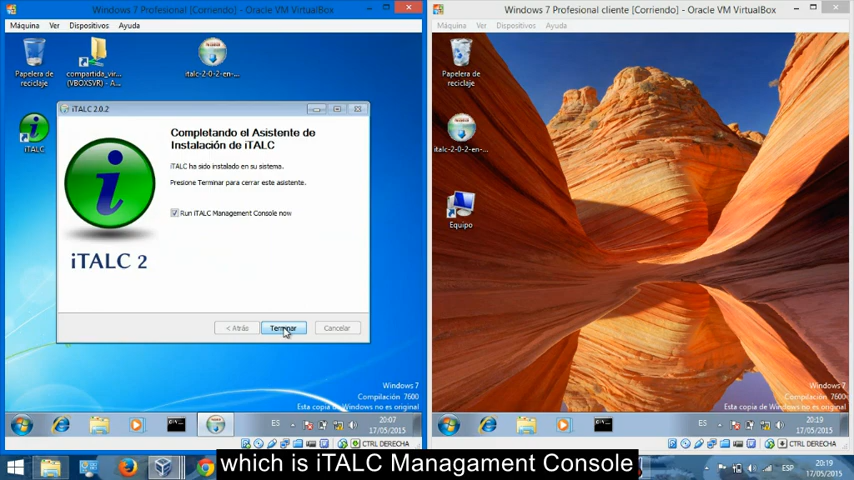 Windows 7 Profesional [Corriendo] - Oracle VM VirtualBox
Máquina Ver Dispositivos Ayuda
Papelera de
reciclaje
compartida_vir...
(VBOXSVR) - A...
italc-2-0-2-en-...
iTALC
iTALC 2.0.2
Completando el Asistente de
Instalación de iTALC
iTALC ha sido instalado en su sistema.
Presione Terminar para cerrar este asistente.
Run iTALC Management Console now
iTALC 2
< Atrás Terminar Cancelar
Windows 7
Compilación 7600
Esta copia de Windows no es original
ES
20:07
17/05/2015
CTRL DERECHA
Windows 7 Profesional cliente [Corriendo] - Oracle VM VirtualBox
Máquina Ver Dispositivos Ayuda
Papelera de
reciclaje
italc-2-0-2-en-...
Equipo
Windows 7
Compilación 7600
Esta copia de Windows no es original
ES
20:19
17/05/2015
CTRL DERECHA
which is iTALC Managament Console
ESP
20:19
17/05/2015